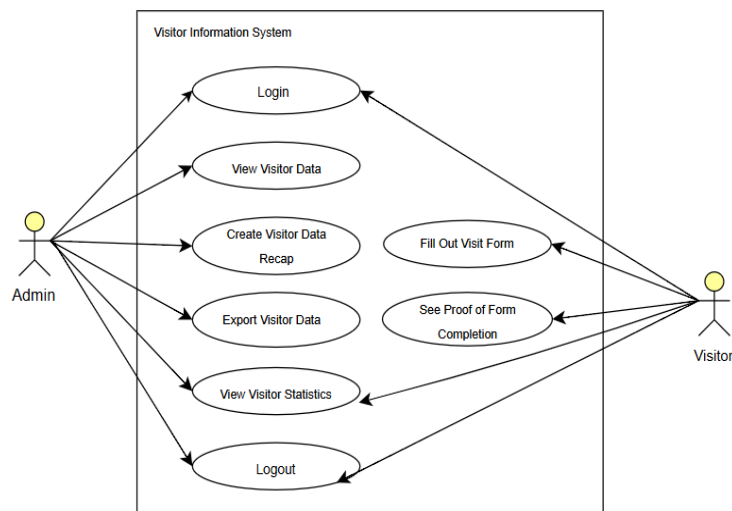 Visitor Information System
Login
View Visitor Data
Create Visitor Data
Recap
Fill Out Visit Form
Admin
Export Visitor Data
See Proof of Form
Completion
Visitor
View Visitor Statistics
Logout